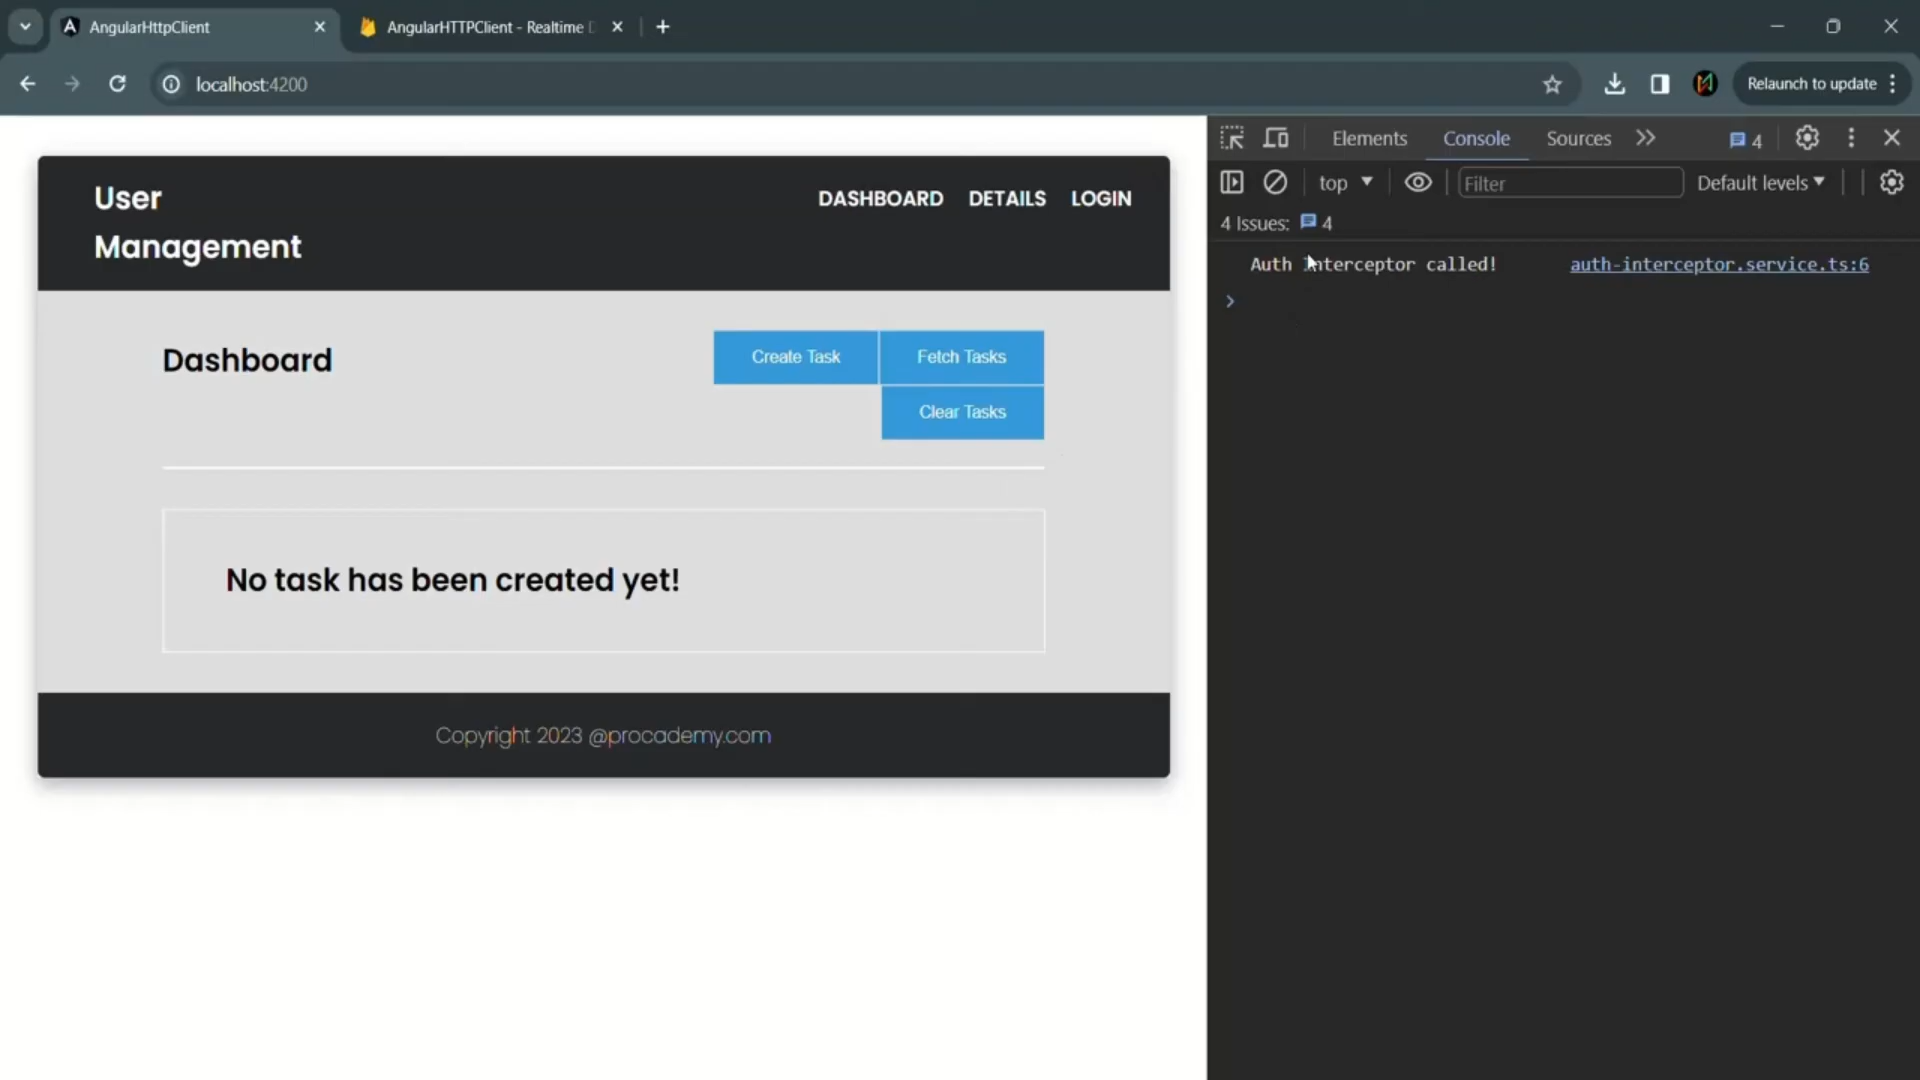 AngularHttpClient
AngularHTTPClient - Realtime
localhost:4200
Relaunch to update
User
Management
DASHBOARD DETAILS LOGIN
Dashboard
Create Task
Fetch Tasks
Clear Tasks
No task has been created yet!
Copyright 2023 @procademy.com
Elements Console Sources 4
top Filter Default levels
4 Issues: 4
Auth Interceptor called! auth-interceptor.service.ts:6